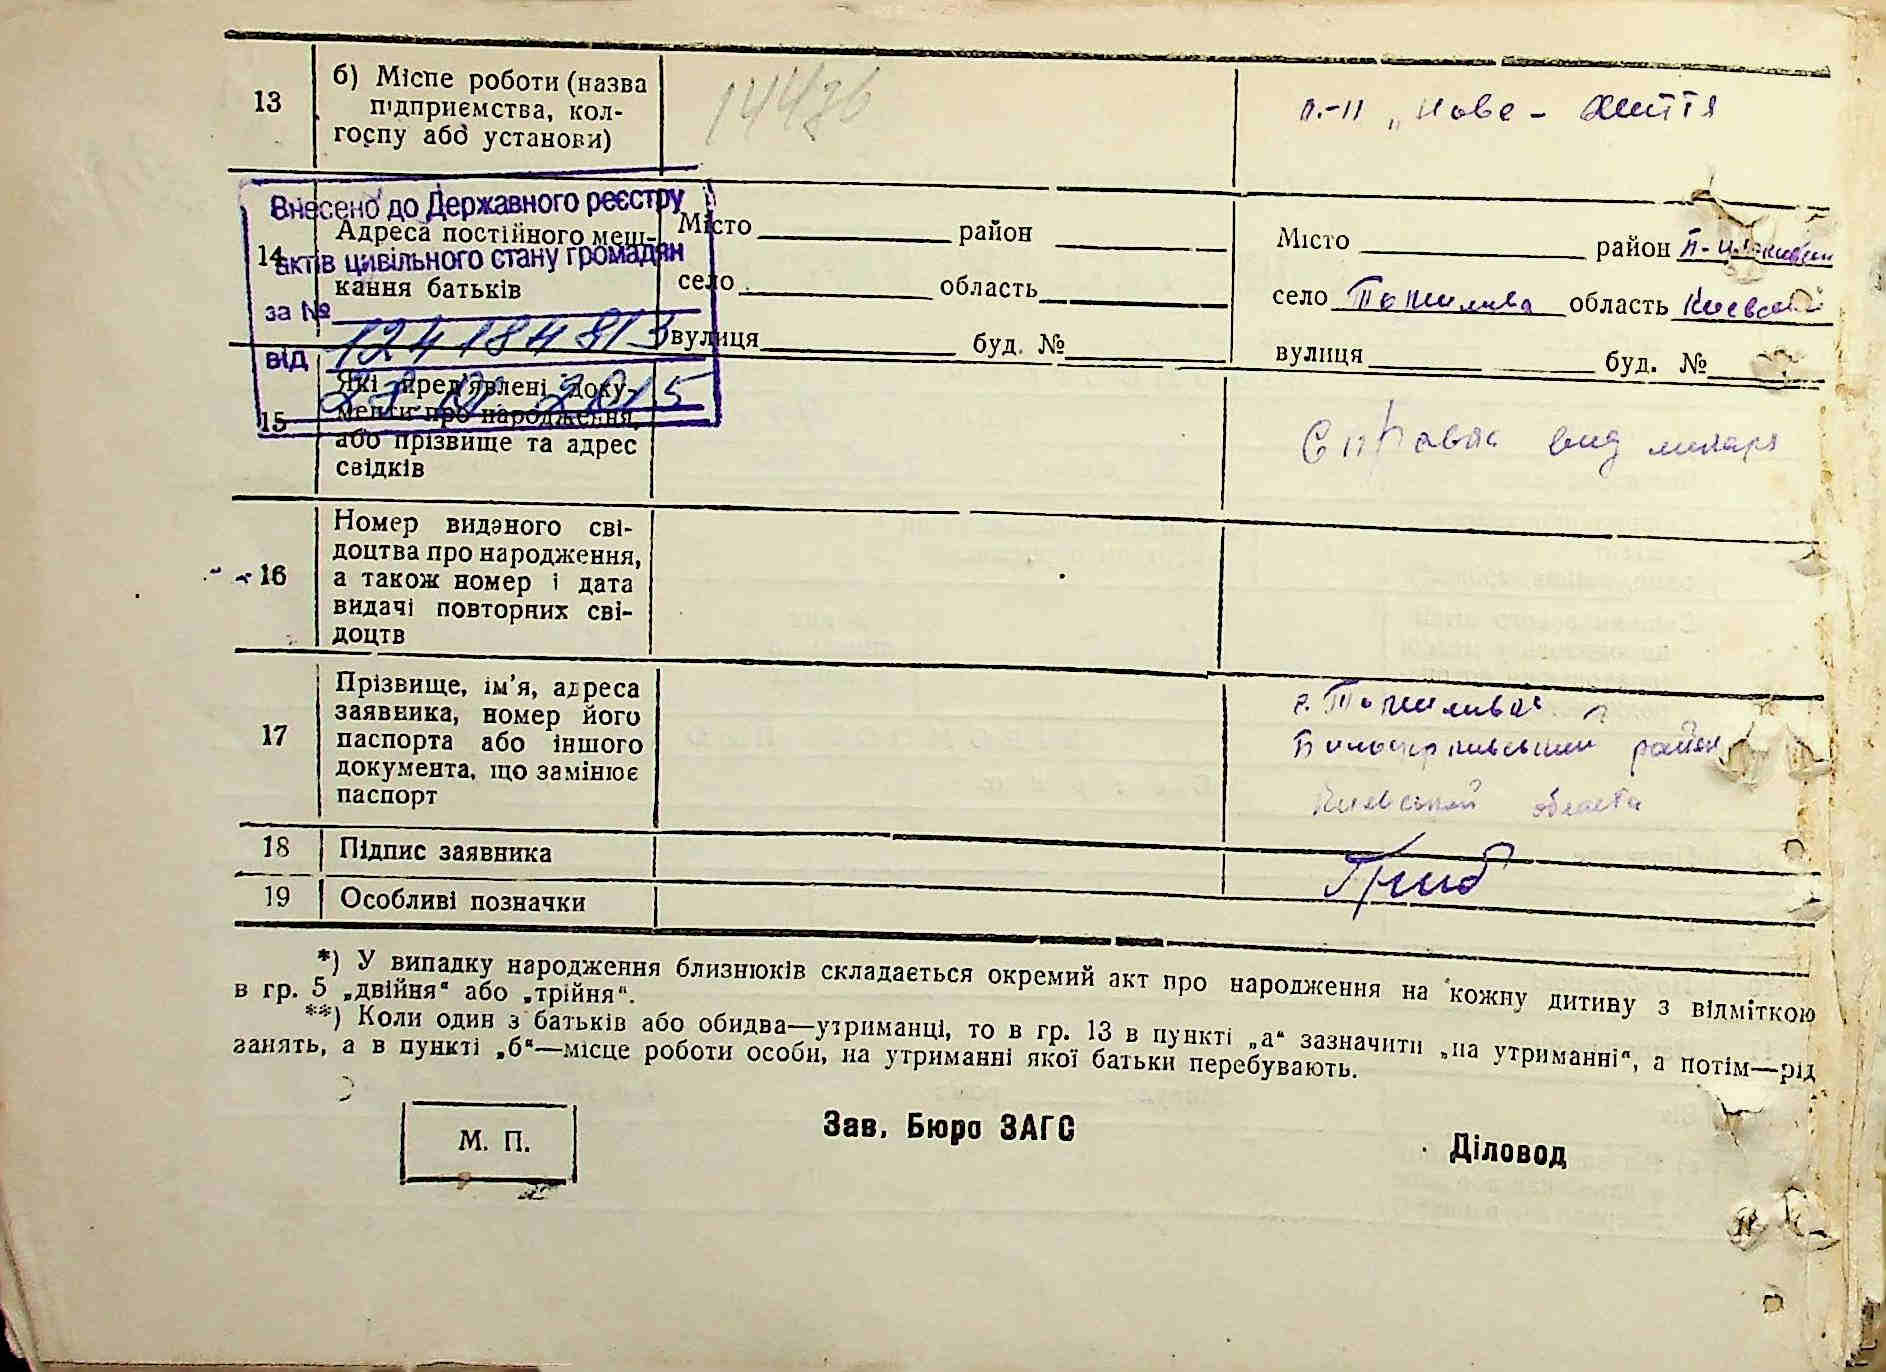 13
б) Місце роботи (назва
підприємства, кол-
госпу або установи)
к-п „Нове - Життя
Внесено до Державного реєстру
актів цивільного стану громадян
за № 124184813
від
2015
14
Адреса постійного меш-
кання батьків
Місто район
село область
вулиця буд. №
Місто район
село Томилівка область
вулиця буд. №
15
Які пред'явлені доку-
менти про народження,
або прізвище та адрес
свідків
Справка вид
16
Номер виданого сві-
доцтва про народження,
а також номер і дата
видачі повторних сві-
доцтв
17
Прізвище, ім'я, адреса
заявника, номер його
паспорта або іншого
документа, що замінює
паспорт
с. Томиливка
район
области
18
Підпис заявника
19
Особливі позначки
*) У випадку народження близнюків складається окремий акт про народження на кожну дитину з відміткою
в гр. 5 „двійня“ або „трійня“.
**) Коли один з батьків або обидва—утриманці, то в гр. 13 в пункті „а“ зазначити „на утриманні“, а потім—рід
занять, а в пункті „б“—місце роботи особи, на утриманні якої батьки перебувають.
М. П.
Зав. Бюро ЗАГС
Діловод